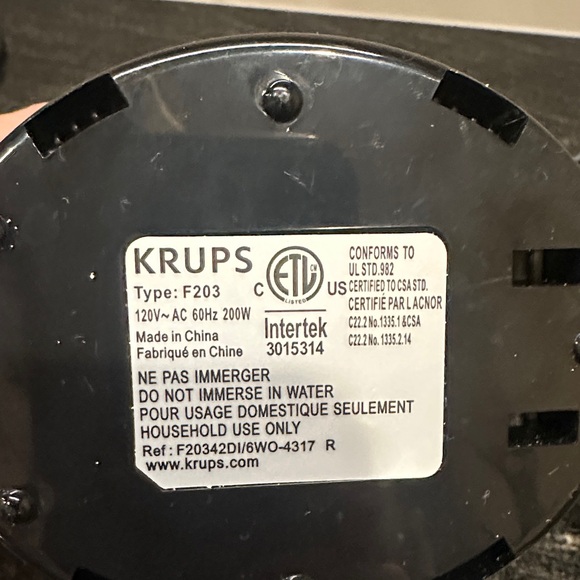 KRUPS
Type: F203
120V~ AC 60Hz 200W
Made in China
Fabriqué en Chine
C ETL CM US
LISTED
Intertek
3015314
CONFORMS TO
UL STD.982
CERTIFIED TO CSA STD.
CERTIFIÉ PAR LACNOR
C22.2 No.1335.1 &CSA
C22.2 No.1335.2.14
NE PAS IMMERGER
DO NOT IMMERSE IN WATER
POUR USAGE DOMESTIQUE SEULEMENT
HOUSEHOLD USE ONLY
Ref : F20342DI/6WO-4317 R
www.krups.com